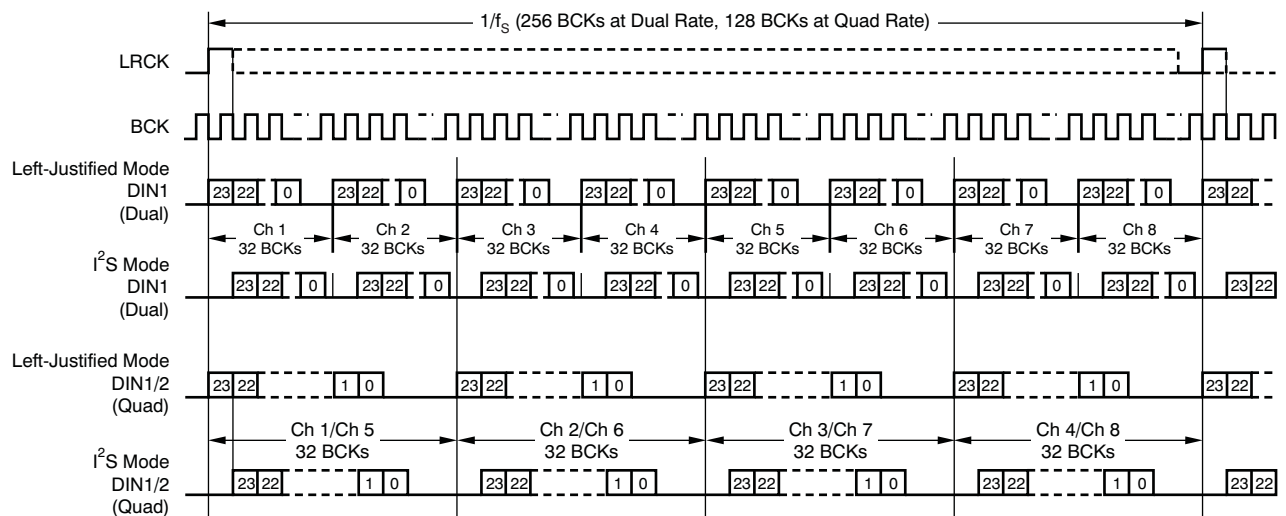 1/fS (256 BCKs at Dual Rate, 128 BCKs at Quad Rate)
LRCK
BCK
Left-Justified Mode
DIN1
(Dual)
23 22 0 23 22 0 23 22 0 23 22 0 23 22 0 23 22 0 23 22 0 23 22 0 23 22
Ch 1 Ch 2 Ch 3 Ch 4 Ch 5 Ch 6 Ch 7 Ch 8
32 BCKs 32 BCKs 32 BCKs 32 BCKs 32 BCKs 32 BCKs 32 BCKs 32 BCKs
I2S Mode
DIN1
(Dual)
23 22 0 23 22 0 23 22 0 23 22 0 23 22 0 23 22 0 23 22 0 23 22 0 23 22
Left-Justified Mode
DIN1/2
(Quad)
23 22 1 0 23 22 1 0 23 22 1 0 23 22 1 0 23 22
Ch 1/Ch 5 Ch 2/Ch 6 Ch 3/Ch 7 Ch 4/Ch 8
32 BCKs 32 BCKs 32 BCKs 32 BCKs
I2S Mode
DIN1/2
(Quad)
23 22 1 0 23 22 1 0 23 22 1 0 23 22 1 0 23 22